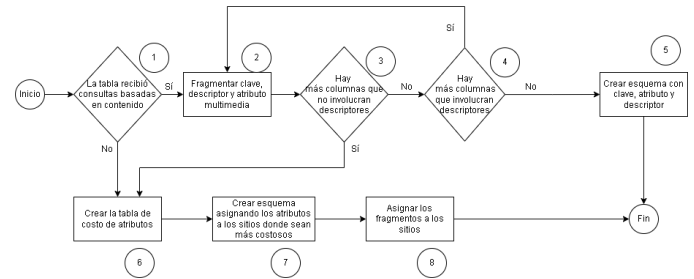 Sí
1
2
3
4
5
Inicio
La tabla recibió
consultas basadas
en contenido
Sí
Fragmentar clave,
descriptor y atributo
multimedia
Hay
más columnas que
no involucran
descriptores
No
Hay
más columnas
que involucran
descriptores
No
Crear esquema con
clave, atributo y
descriptor
No
Sí
Crear la tabla de
costo de atributos
Crear esquema
asignando los atributos
a los sitios donde sean
más costosos
Asignar los
fragmentos a los
sitios
Fin
6
7
8